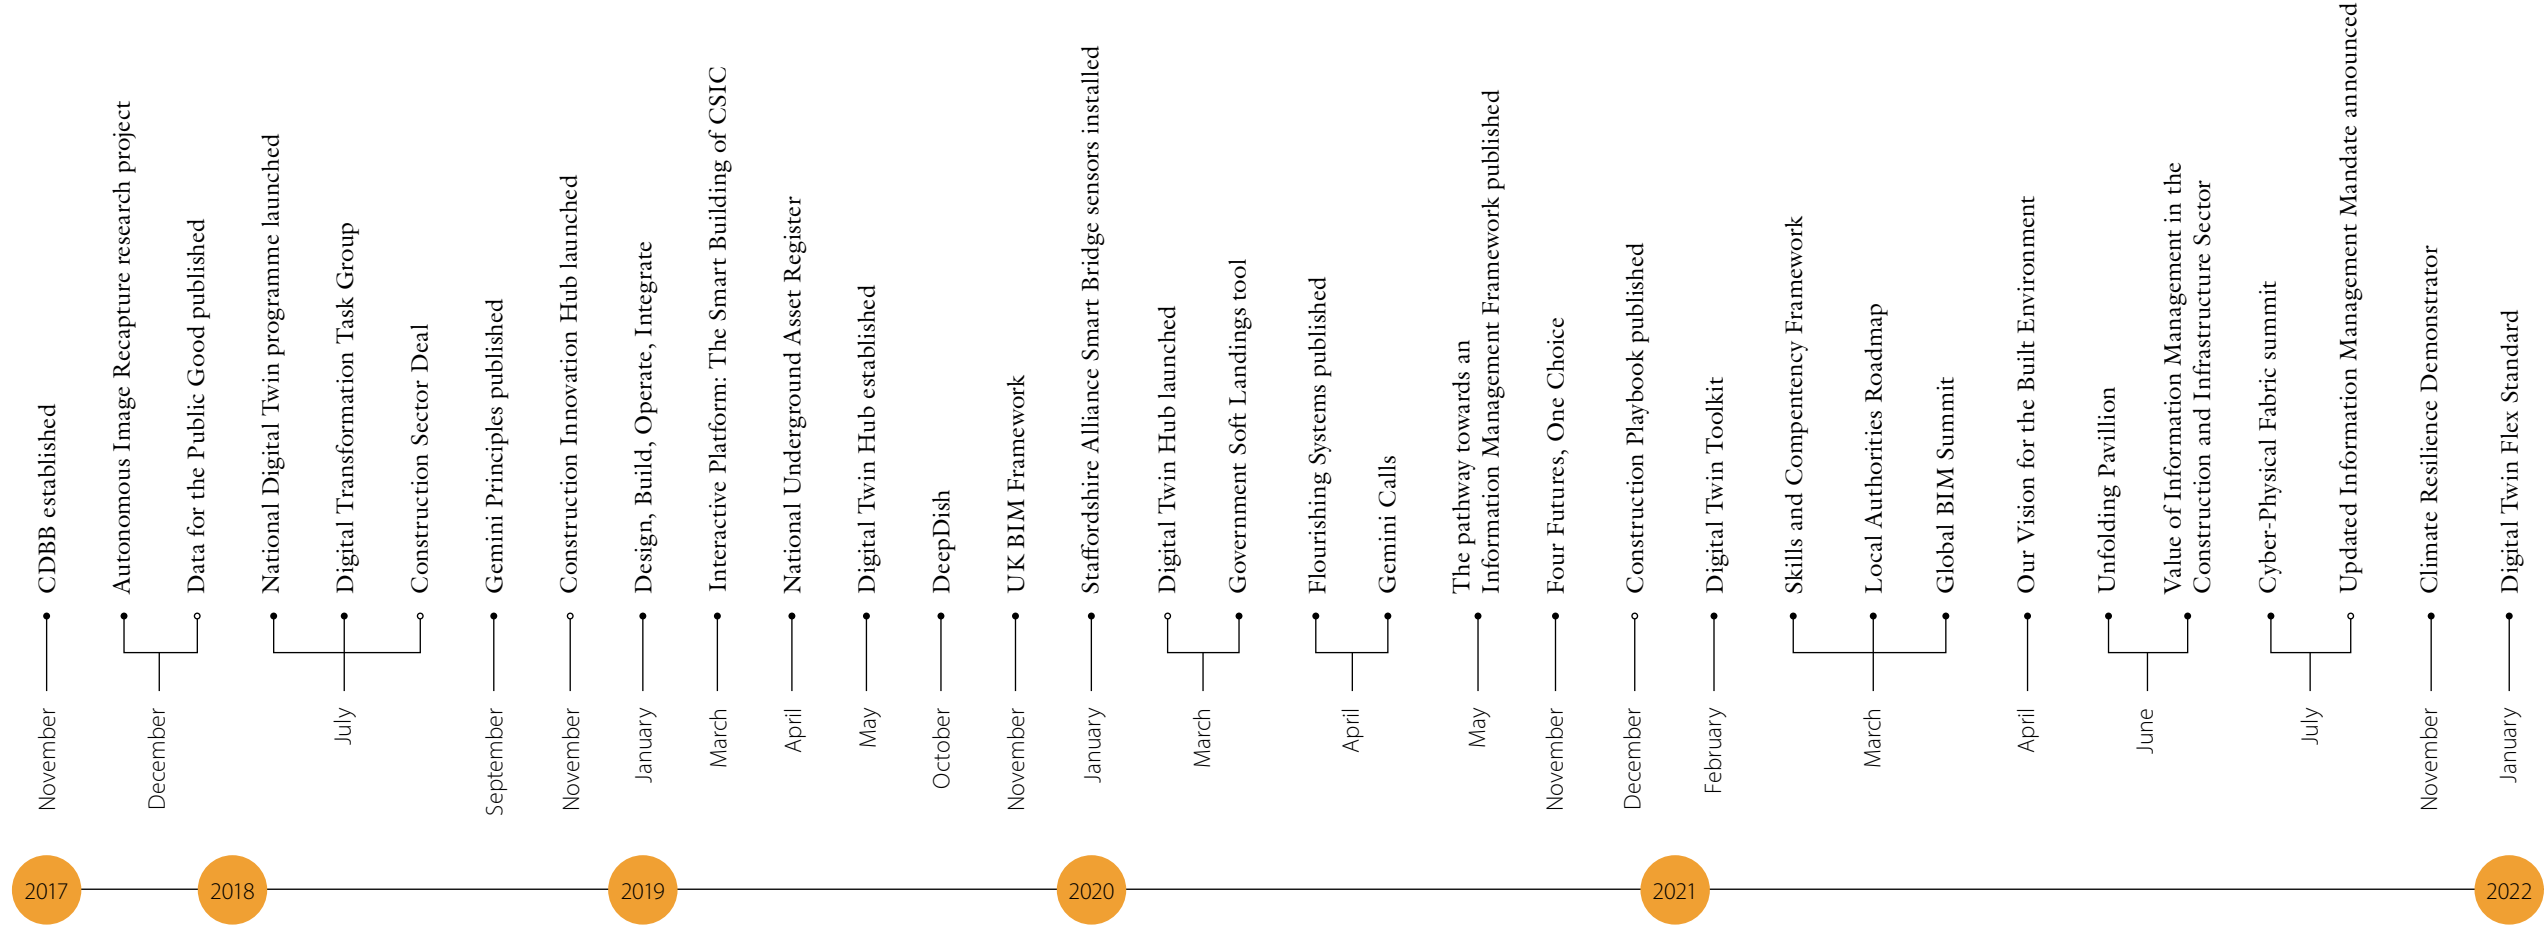 CDBB established
Autonomous Image Recapture research project
Data for the Public Good published
National Digital Twin programme launched
Digital Transformation Task Group
Construction Sector Deal
Gemini Principles published
Construction Innovation Hub launched
Design, Build, Operate, Integrate
Interactive Platform: The Smart Building of CSIC
National Underground Asset Register
Digital Twin Hub established
DeepDish
UK BIM Framework
Staffordshire Alliance Smart Bridge sensors installed
Digital Twin Hub launched
Government Soft Landings tool
Flourishing Systems published
Gemini Calls
The pathway towards an
Information Management Framework published
Four Futures, One Choice
Construction Playbook published
Digital Twin Toolkit
Skills and Competency Framework
Local Authorities Roadmap
Global BIM Summit
Our Vision for the Built Environment
Unfolding Pavillion
Value of Information Management in the
Construction and Infrastructure Sector
Cyber-Physical Fabric summit
Updated Information Management Mandate announced
Climate Resilience Demonstrator
Digital Twin Flex Standard
November
December
July
September
November
January
March
April
May
October
November
January
March
April
May
November
December
February
March
April
June
July
November
January
2017
2018
2019
2020
2021
2022